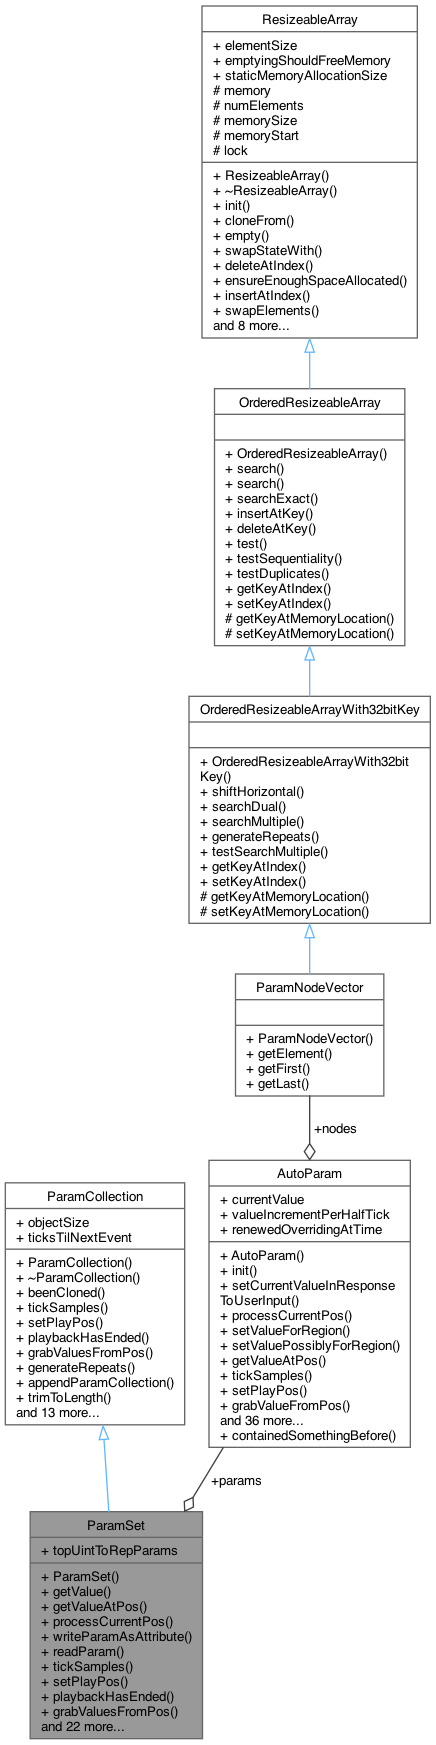 ResizeableArray
+ elementSize
+ emptyingShouldFreeMemory
+ staticMemoryAllocationSize
# memory
# numElements
# memorySize
# memoryStart
# lock
+ ResizeableArray()
+ ~ResizeableArray()
+ init()
+ cloneFrom()
+ empty()
+ swapStateWith()
+ deleteAtIndex()
+ ensureEnoughSpaceAllocated()
+ insertAtIndex()
+ swapElements()
and 8 more...
OrderedResizeableArray
+ OrderedResizeableArray()
+ search()
+ search()
+ searchExact()
+ insertAtKey()
+ deleteAtKey()
+ test()
+ testSequentiality()
+ testDuplicates()
+ getKeyAtIndex()
+ setKeyAtIndex()
# getKeyAtMemoryLocation()
# setKeyAtMemoryLocation()
OrderedResizeableArrayWith32bitKey
+ OrderedResizeableArrayWith32bit
Key()
+ shiftHorizontal()
+ searchDual()
+ searchMultiple()
+ generateRepeats()
+ testSearchMultiple()
+ getKeyAtIndex()
+ setKeyAtIndex()
# getKeyAtMemoryLocation()
# setKeyAtMemoryLocation()
ParamNodeVector
+ ParamNodeVector()
+ getElement()
+ getFirst()
+ getLast()
+nodes
AutoParam
+ currentValue
+ valueIncrementPerHalfTick
+ renewedOverridingAtTime
+ AutoParam()
+ init()
+ setCurrentValueInResponse
ToUserInput()
+ processCurrentPos()
+ setValueForRegion()
+ setValuePossiblyForRegion()
+ getValueAtPos()
+ tickSamples()
+ setPlayPos()
+ grabValueFromPos()
and 36 more...
+ containedSomethingBefore()
ParamCollection
+ objectSize
+ ticksTilNextEvent
+ ParamCollection()
+ ~ParamCollection()
+ beenCloned()
+ tickSamples()
+ setPlayPos()
+ playbackHasEnded()
+ grabValuesFromPos()
+ generateRepeats()
+ appendParamCollection()
+ trimToLength()
and 13 more...
+params
ParamSet
+ topUintToRepParams
+ ParamSet()
+ getValue()
+ getValueAtPos()
+ processCurrentPos()
+ writeParamAsAttribute()
+ readParam()
+ tickSamples()
+ setPlayPos()
+ playbackHasEnded()
+ grabValuesFromPos()
and 22 more...